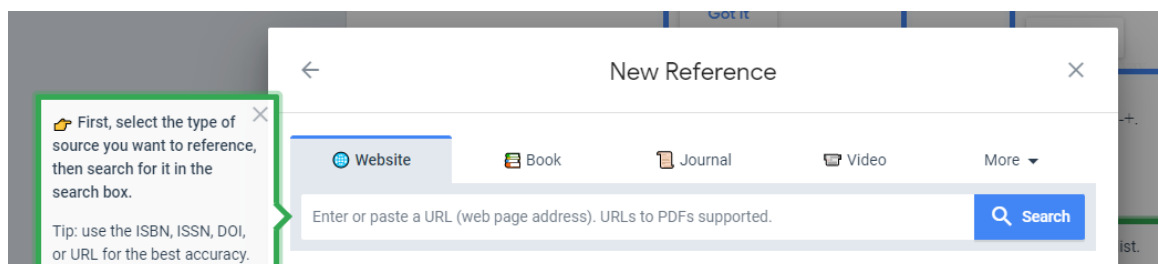 Got it
New Reference
👉 First, select the type of
source you want to reference,
then search for it in the
search box.
Tip: use the ISBN, ISSN, DOI,
or URL for the best accuracy.
Website Book Journal Video More
Enter or paste a URL (web page address). URLs to PDFs supported.
Search
-+.
ist.